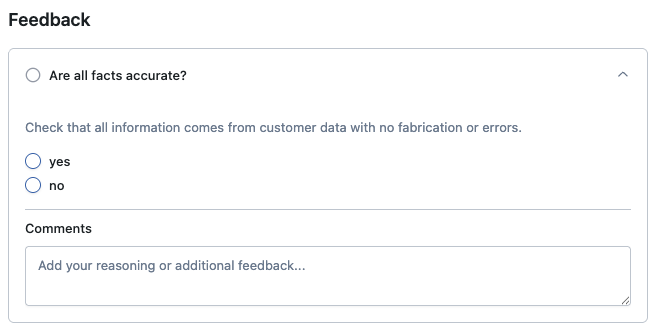 Feedback
Are all facts accurate?
Check that all information comes from customer data with no fabrication or errors.
yes
no
Comments
Add your reasoning or additional feedback...